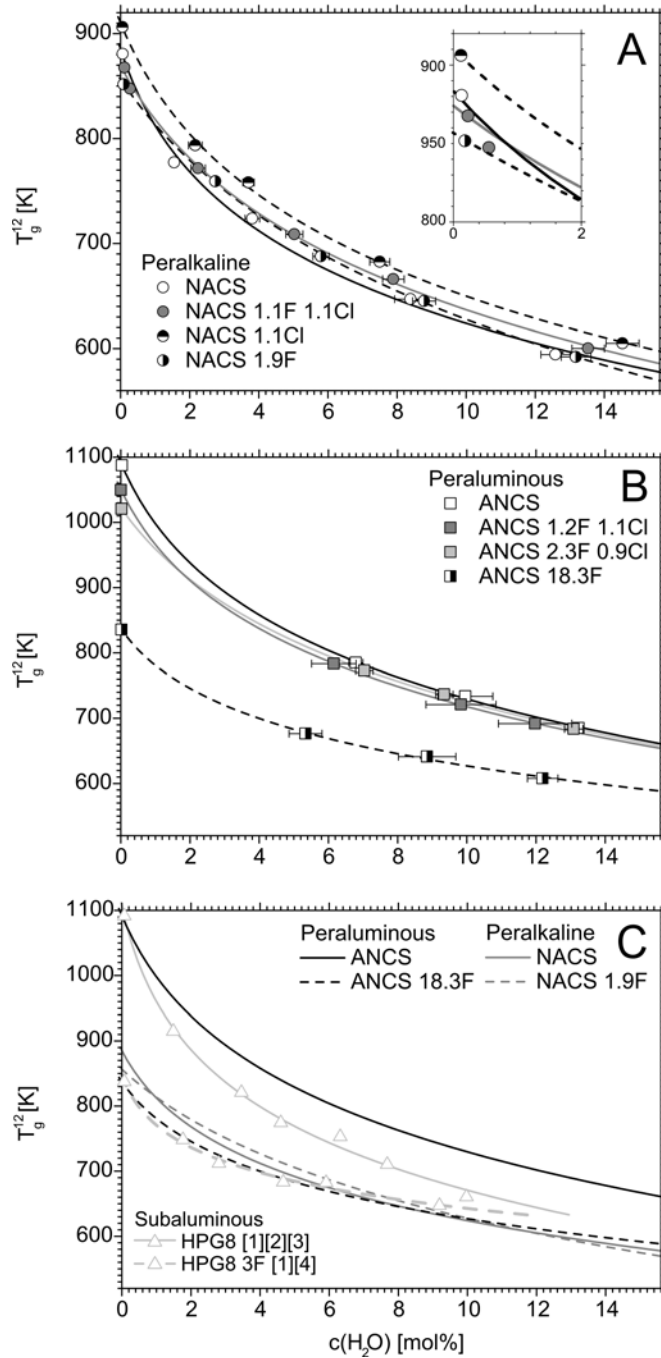 A
T_g^12 [K]
900
800
700
600
0
2
4
6
8
10
12
14
900
950
800
0
2
Peralkaline
NACS
NACS 1.1F 1.1Cl
NACS 1.1Cl
NACS 1.9F
B
T_g^12 [K]
1100
1000
900
800
700
600
0
2
4
6
8
10
12
14
Peraluminous
ANCS
ANCS 1.2F 1.1Cl
ANCS 2.3F 0.9Cl
ANCS 18.3F
C
T_g^12 [K]
1100
1000
900
800
700
600
0
2
4
6
8
10
12
14
Peraluminous
ANCS
ANCS 18.3F
Peralkaline
NACS
NACS 1.9F
Subaluminous
HPG8 [1][2][3]
HPG8 3F [1][4]
c(H₂O) [mol%]